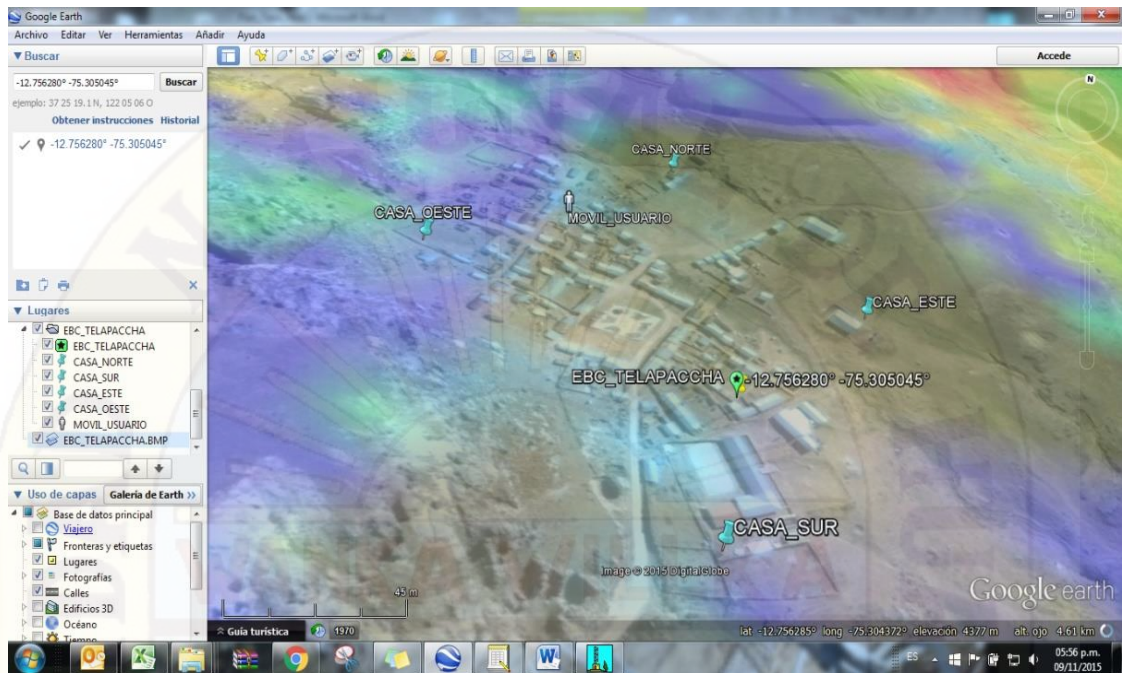 Google Earth
Archivo Editar Ver Herramientas Añadir Ayuda
Buscar
-12.756280° -75.305045° Buscar
ejemplo: 37 25 19.1 N, 122 05 06 O
Obtener instrucciones Historial
-12.756280° -75.305045°
Lugares
EBC_TELAPACCHA
EBC_TELAPACCHA
CASA_NORTE
CASA_SUR
CASA_ESTE
CASA_OESTE
MOVIL_USUARIO
EBC_TELAPACCHA.BMP
Uso de capas Galería de Earth >>
Base de datos principal
Viajero
Fronteras y etiquetas
Lugares
Fotografías
Calles
Edificios 3D
Océano
Tiempo
Accede
N
CASA_NORTE
CASA_OESTE
MOVIL_USUARIO
CASA_ESTE
EBC_TELAPACCHA -12.756280° -75.305045°
CASA_SUR
Image © 2015 DigitalGlobe
Google earth
45 m
Guía turística 1970
lat -12.756285° long -75.304372° elevación 4377 m alt. ojo 4.61 km
ES
05:56 p.m.
09/11/2015